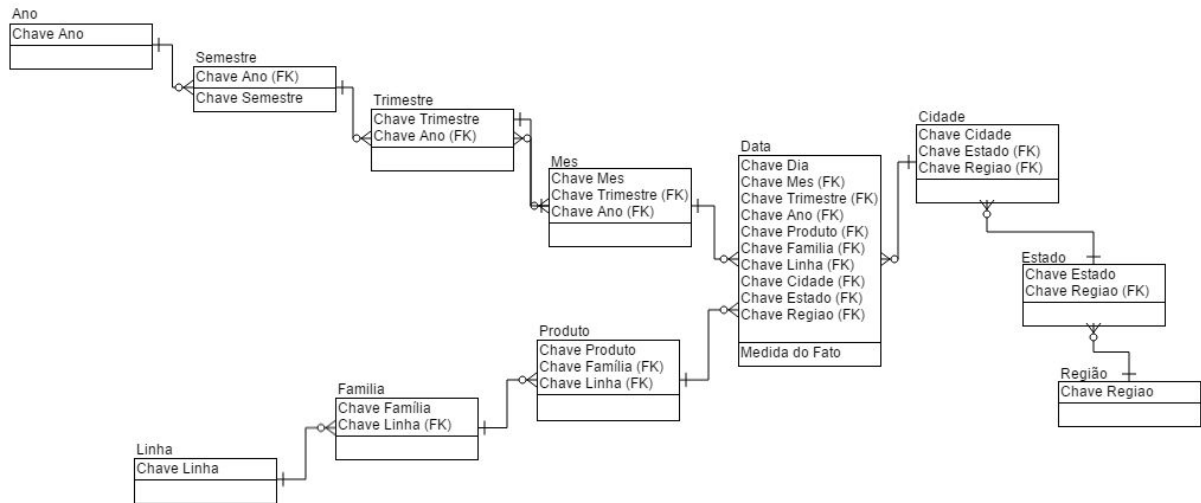 Ano
Chave Ano
Semestre
Chave Ano (FK)
Chave Semestre
Trimestre
Chave Trimestre
Chave Ano (FK)
Mes
Chave Mes
Chave Trimestre (FK)
Chave Ano (FK)
Data
Chave Dia
Chave Mes (FK)
Chave Trimestre (FK)
Chave Ano (FK)
Chave Produto (FK)
Chave Familia (FK)
Chave Linha (FK)
Chave Cidade (FK)
Chave Estado (FK)
Chave Regiao (FK)
Medida do Fato
Cidade
Chave Cidade
Chave Estado (FK)
Chave Regiao (FK)
Estado
Chave Estado
Chave Regiao (FK)
Região
Chave Regiao
Produto
Chave Produto
Chave Família (FK)
Chave Linha (FK)
Familia
Chave Família
Chave Linha (FK)
Linha
Chave Linha